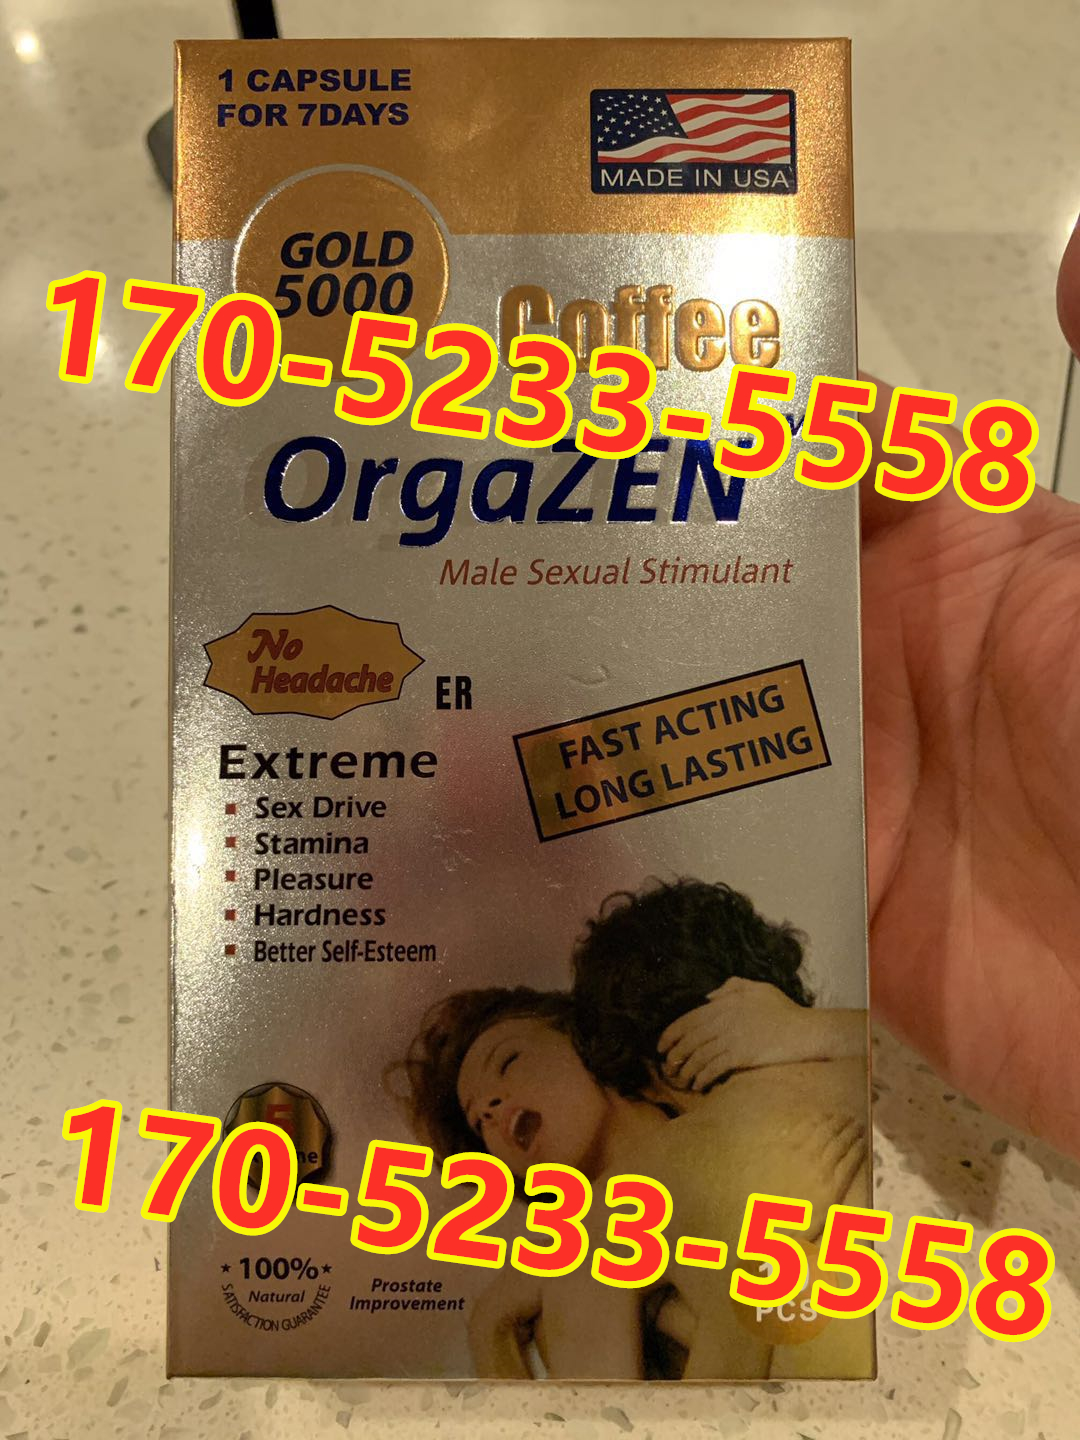 1 CAPSULE
FOR 7DAYS
MADE IN USA
GOLD
5000
Coffee
170-5233-5558
OrgaZEN
Male Sexual Stimulant
No
Headache
ER
FAST ACTING
LONG LASTING
Extreme
Sex Drive
Stamina
Pleasure
Hardness
Better Self-Esteem
5
170-5233-5558
100%
Natural
SATISFACTION GUARANTEE
Prostate
Improvement
PCS